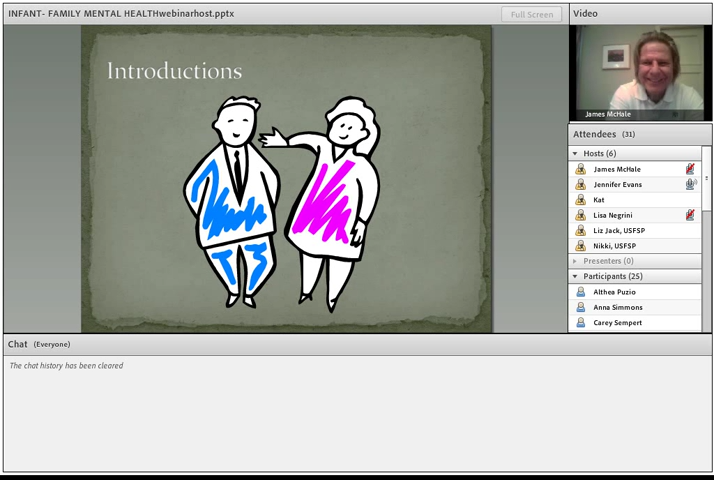 INFANT- FAMILY MENTAL HEALTHwebinarhost.pptx
Full Screen
Introductions
Video
James McHale
Attendees (31)
Hosts (6)
James McHale
Jennifer Evans
Kat
Lisa Negrini
Liz Jack, USFSP
Nikki, USFSP
Presenters (0)
Participants (25)
Althea Puzio
Anna Simmons
Carey Sempert
Chat (Everyone)
The chat history has been cleared